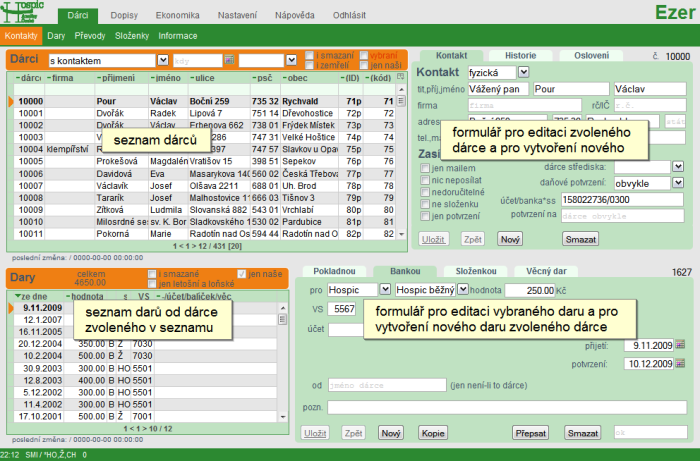 Hospic
Dárci Dopisy Ekonomika Nastavení Nápověda Odhlásit
Ezer
Kontakty Dary Převody Složenky Informace
Dárci s kontaktem kdy i smazaní vybraní
i zemřelí jen naši
dárce firma příjmení jméno ulice psč obec (ID) (kód)
10000 Pour Václav Boční 259 735 32 Rychvald 71p 71
10001 Dvořák Radek Lipová 7 751 14 Dřevohostice 72p 72
10002 Dvořák Václav Erbenova 662 738 01 Frýdek Místek 73p 73
10003 286 747 31 Velké Hoštice 74p 74
10004 klempířství 397 747 57 Slavkov u Opav 75p 75
10005 Prokešová Magdalén Vratišov 15 398 51 Sepekov 76p 76
10006 Davidová Eva Masarykova 140 560 02 Česká Třebova 77p 77
10007 Václavík Josef Olšava 2211 688 01 Uh. Brod 78p 78
10008 Tararík Josef Malhostovice 11 666 03 Tišnov 3 79p 79
10009 Zítková Ludmila Slovanská 882 543 01 Vrchlabí 80p 80
10010 Milosrdné ses sv. K. Bor Sladkovského 1 530 02 Pardubice 81p 81
10011 Pokorná Marie Radotín nad Os 594 44 Radotín nad O 82p 82
1 < 1 > 12 / 431 [20]
poslední změna: / 0000-00-00 00:00:00
seznam dárců
Kontakt Historie Oslovení č. 10000
Kontakt fyzická
tit,příj,jméno Vážený pan Pour Václav
firma firma rč/IČ r.č.
adres
stát
tel.,ma
formulář pro editaci zvoleného
dárce a pro vytvoření nového
Zasí
jen mailem dárce střediska:
nic neposílat daňové potvrzení: obvykle
nedoručitelné
ne složenku účet/banka*ss 158022736/0300
jen potvrzení potvrzení na dárce obvykle
Uložit Zpět Nový Smazat
Dary celkem i smazané jen naše
4650.00 jen letošní a loňské
ze dne hodnota s VS -/účet/balíček/věc
9.11.2009
12.1.2007
16.11.2005
20.12.2004 350.00 B Ž 7030
10.2.2004 500.00 B Ž 7030
30.9.2003 300.00 B HO 5501
12.8.2003 400.00 B HO 5501
5.12.2002 300.00 B HO 5501
11.4.2002 300.00 B HO 5501
17.10.2001 500.00 B Ž 7001
1 < 1 > 10 / 12
poslední změna: / 0000-00-00 00:00:00
seznam darů od dárce
zvoleného v seznamu
Pokladnou Bankou Složenkou Věcný dar 1627
pro Hospic Hospic běžný hodnota 250.00 Kč
VS 5567
účet
formulář pro editaci vybraného daru a pro
vytvoření nového daru zvoleného dárce
přijetí: 9.11.2009
potvrzení: 10.12.2009
od jméno dárce (jen není-li to dárce)
pozn.
Uložit Zpět Nový Kopie Přepsat Smazat ok
22:12 SMI / *HO,Ž,CH 0